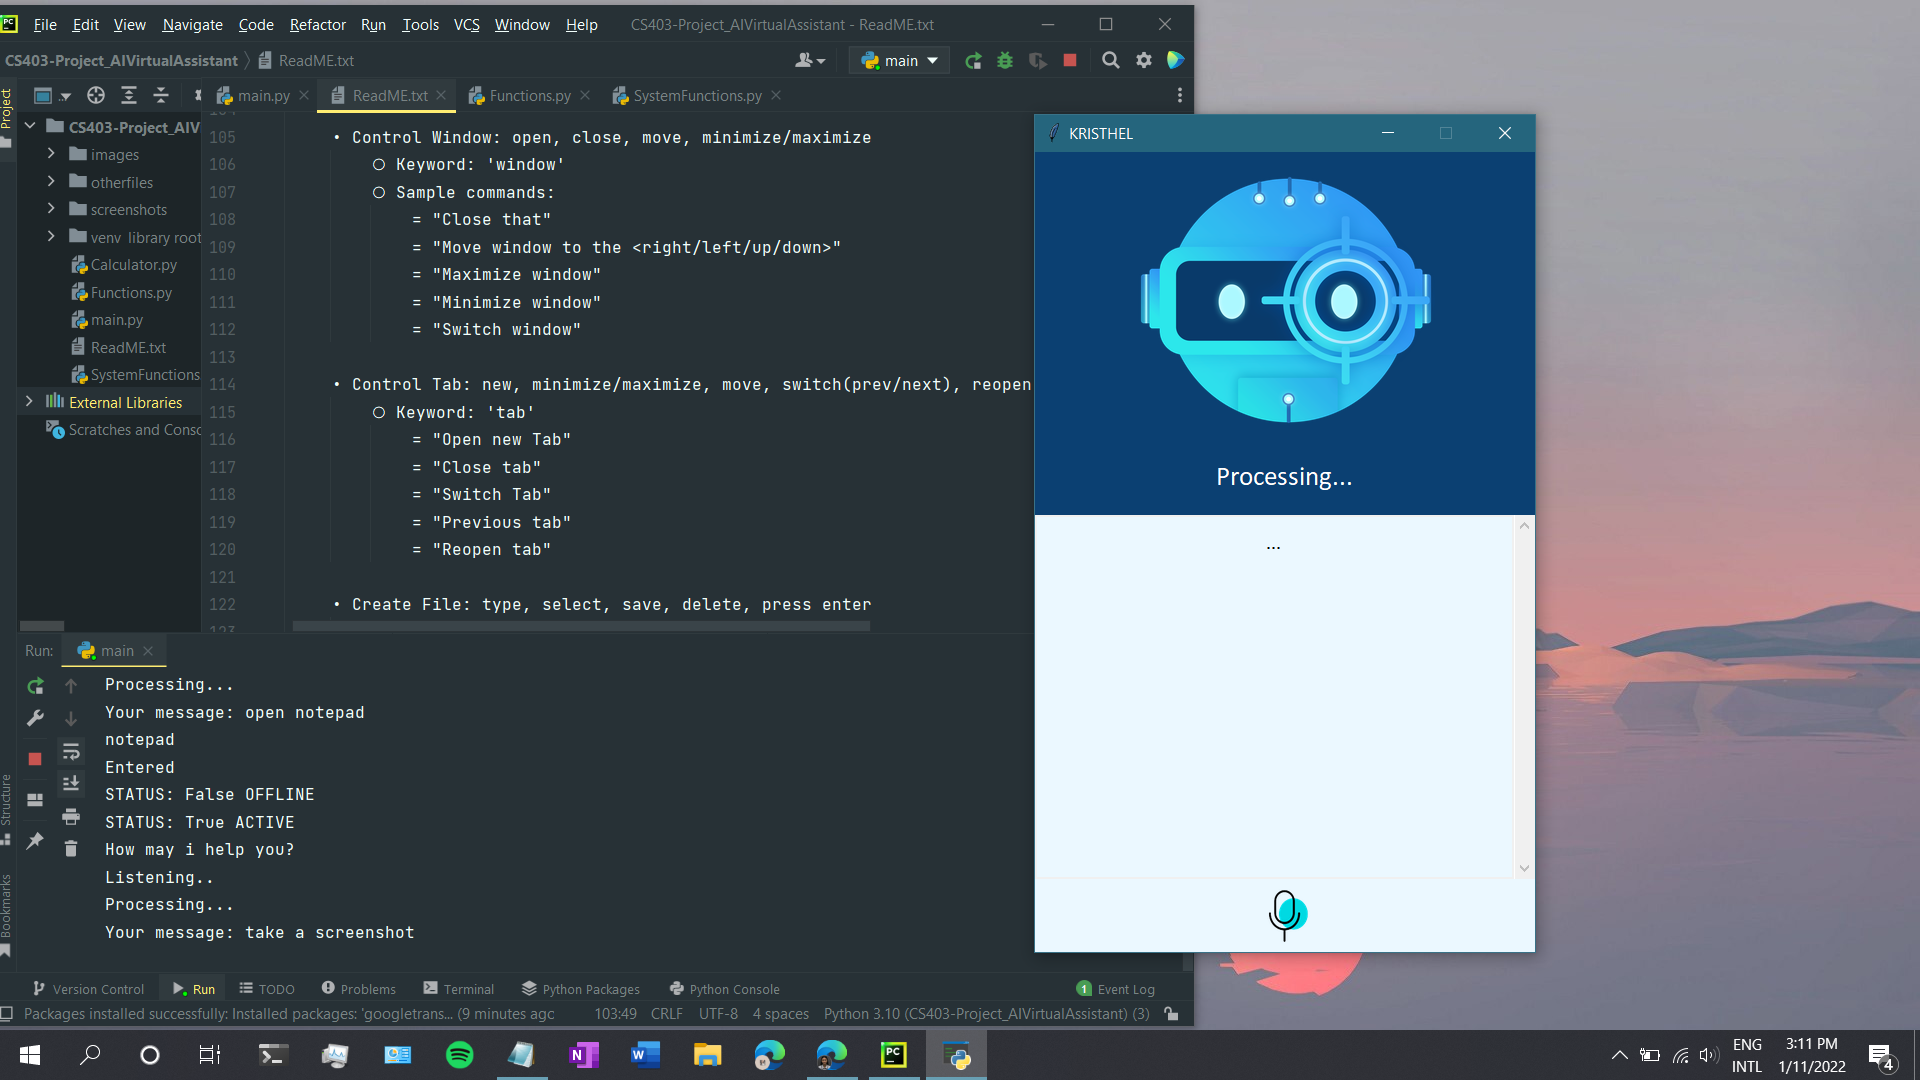 File Edit View Navigate Code Refactor Run Tools VCS Window Help CS403-Project_AIVirtualAssistant - ReadME.txt
CS403-Project_AIVirtualAssistant ReadME.txt main
Project
main.py ReadME.txt Functions.py SystemFunctions.py
CS403-Project_AIV
images
otherfiles
screenshots
venv library root
Calculator.py
Functions.py
main.py
ReadME.txt
SystemFunctions.
External Libraries
Scratches and Consc
105 • Control Window: open, close, move, minimize/maximize
106 ○ Keyword: 'window'
107 ○ Sample commands:
108 = "Close that"
109 = "Move window to the <right/left/up/down>"
110 = "Maximize window"
111 = "Minimize window"
112 = "Switch window"
113
114 • Control Tab: new, minimize/maximize, move, switch(prev/next), reopen
115 ○ Keyword: 'tab'
116 = "Open new Tab"
117 = "Close tab"
118 = "Switch Tab"
119 = "Previous tab"
120 = "Reopen tab"
121
122 • Create File: type, select, save, delete, press enter
123
Run: main
Processing...
Your message: open notepad
notepad
Entered
STATUS: False OFFLINE
STATUS: True ACTIVE
How may i help you?
Listening..
Processing...
Your message: take a screenshot
Structure
Bookmarks
Version Control Run TODO Problems Terminal Python Packages Python Console 1 Event Log
Packages installed successfully: Installed packages: 'googletrans... (9 minutes agc 103:49 CRLF UTF-8 4 spaces Python 3.10 (CS403-Project_AIVirtualAssistant) (3)
KRISTHEL
Processing...
...
ENG
INTL
3:11 PM
1/11/2022
4